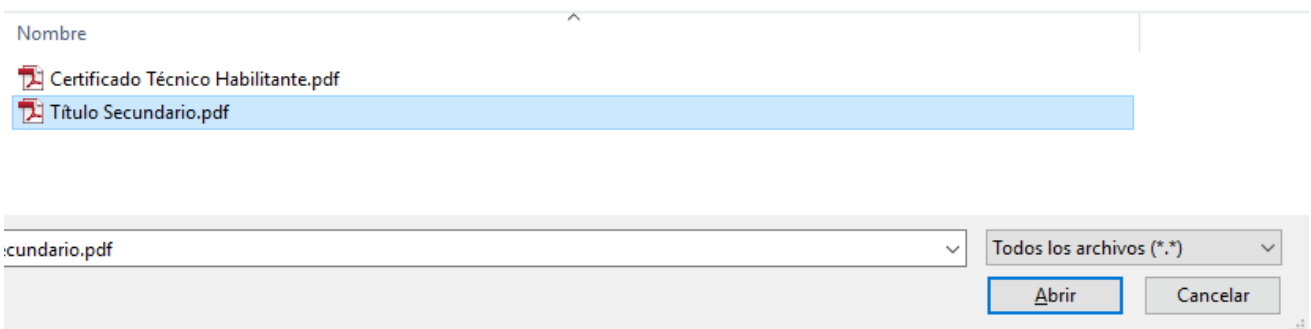 Nombre
Certificado Técnico Habilitante.pdf
Título Secundario.pdf
ecundario.pdf
Todos los archivos (*.*)
Abrir
Cancelar